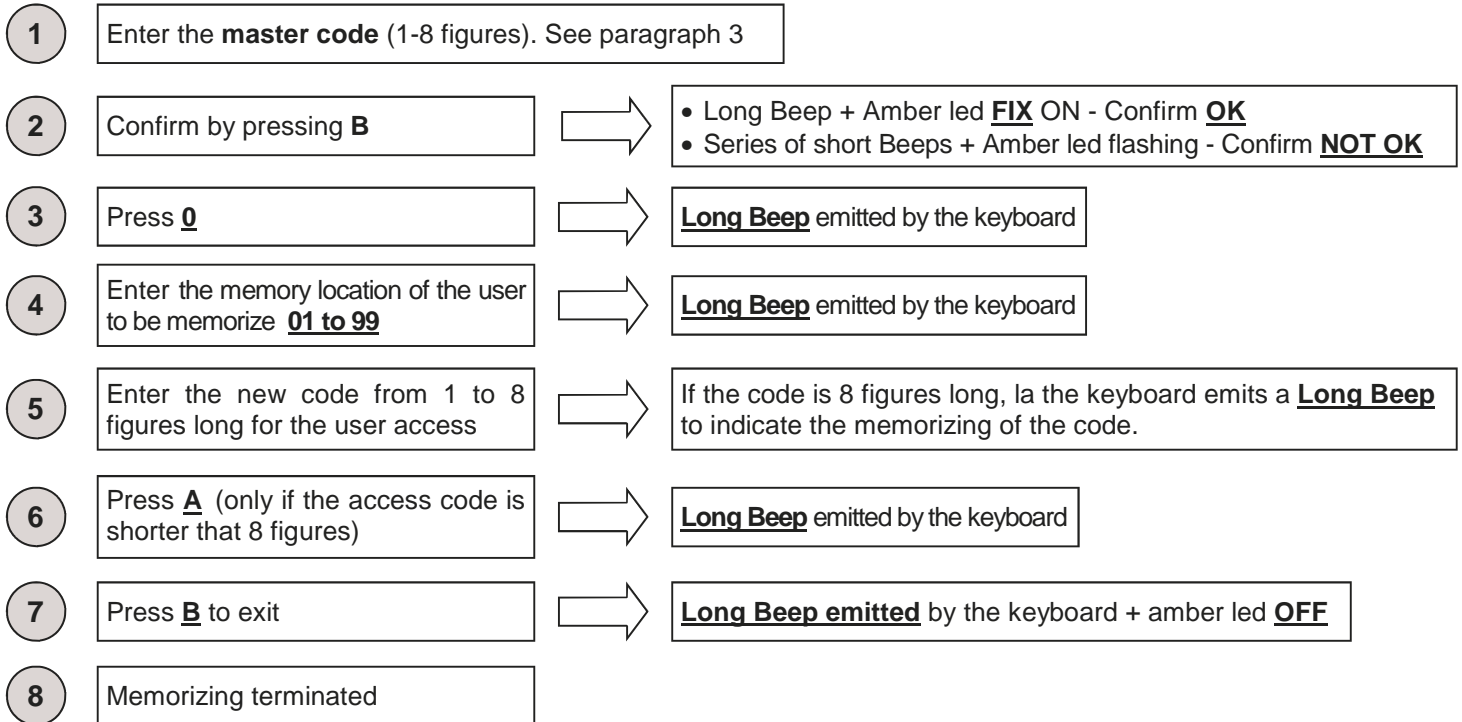 1
Enter the master code (1-8 figures). See paragraph 3
2
Confirm by pressing B
• Long Beep + Amber led FIX ON - Confirm OK
• Series of short Beeps + Amber led flashing - Confirm NOT OK
3
Press 0
Long Beep emitted by the keyboard
4
Enter the memory location of the user
to be memorize 01 to 99
Long Beep emitted by the keyboard
5
Enter the new code from 1 to 8
figures long for the user access
If the code is 8 figures long, la the keyboard emits a Long Beep
to indicate the memorizing of the code.
6
Press A (only if the access code is
shorter that 8 figures)
Long Beep emitted by the keyboard
7
Press B to exit
Long Beep emitted by the keyboard + amber led OFF
8
Memorizing terminated